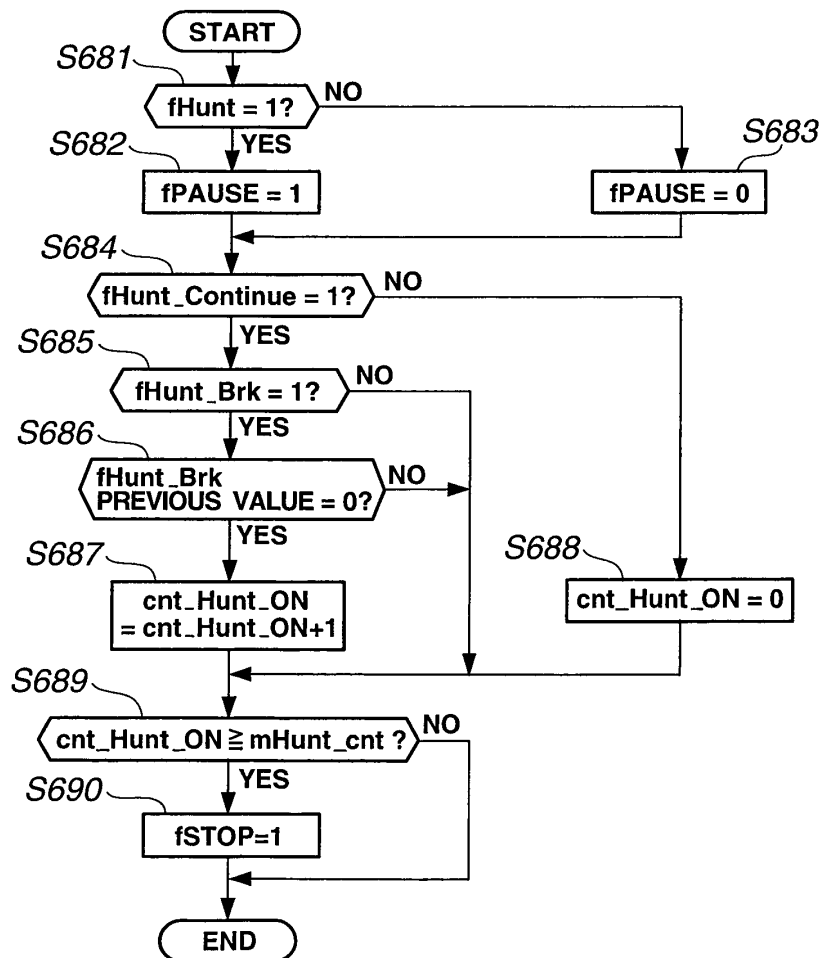 START
S681
fHunt = 1?
NO
YES
S682
S683
fPAUSE = 1
fPAUSE = 0
S684
fHunt_Continue = 1?
NO
YES
S685
fHunt_Brk = 1?
NO
YES
S686
fHunt_Brk
PREVIOUS VALUE = 0?
NO
YES
S687
S688
cnt_Hunt_ON
= cnt_Hunt_ON+1
cnt_Hunt_ON = 0
S689
cnt_Hunt_ON ≧ mHunt_cnt ?
NO
YES
S690
fSTOP=1
END